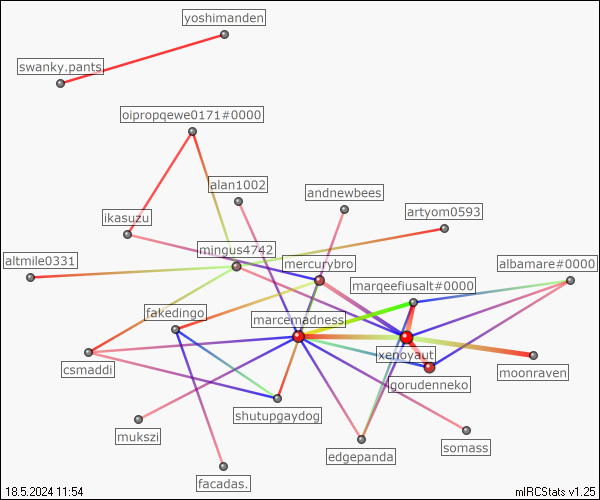 yoshimanden
swanky.pants
oipropqewe0171#0000
alan1002
andnewbees
artyom0593
ikasuzu
mingus4742
altmile0331
mercurybro
albamare#0000
marqeefiusalt#0000
fakedingo
marcemadness
xenovaut
csmaddi
moonraven
gorudenneko
shutupgaydog
mukszi
somass
edgepanda
facadas.
18.5.2024 11:54
mIRCStats v1.25